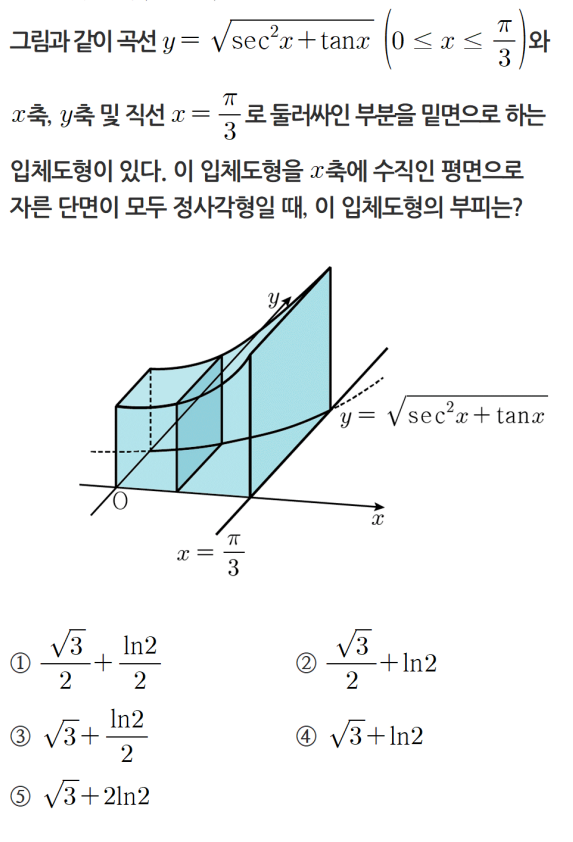 그림과 같이 곡선 y = √(sec²x + tanx) (0 ≤ x ≤ π/3)와
x축, y축 및 직선 x = π/3 로 둘러싸인 부분을 밑면으로 하는
입체도형이 있다. 이 입체도형을 x축에 수직인 평면으로
자른 단면이 모두 정사각형일 때, 이 입체도형의 부피는?
y
y = √(sec²x + tanx)
O
x
x = π/3
① √3/2 + ln2/2 ② √3/2 + ln2
③ √3 + ln2/2 ④ √3 + ln2
⑤ √3 + 2ln2